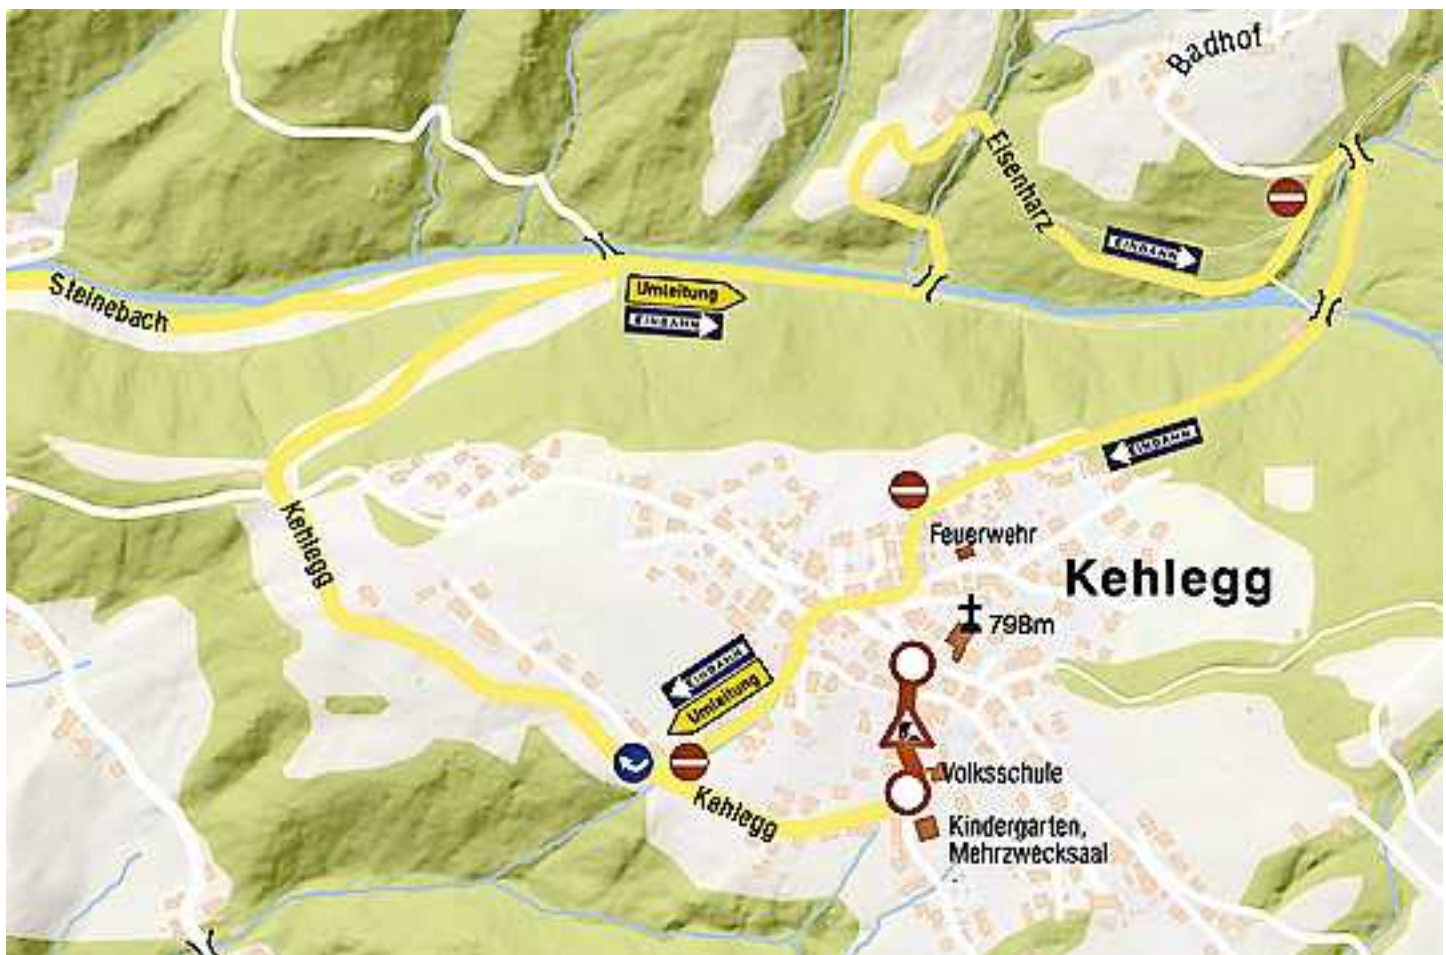 Badhof
Eisenharz
EINBAHN
Steinebach
Umleitung
EINBAHN
EINBAHN
Kehlegg
Feuerwehr
Kehlegg
798m
EINBAHN
Umleitung
Volksschule
Kehlegg
Kindergarten,
Mehrzwecksaal